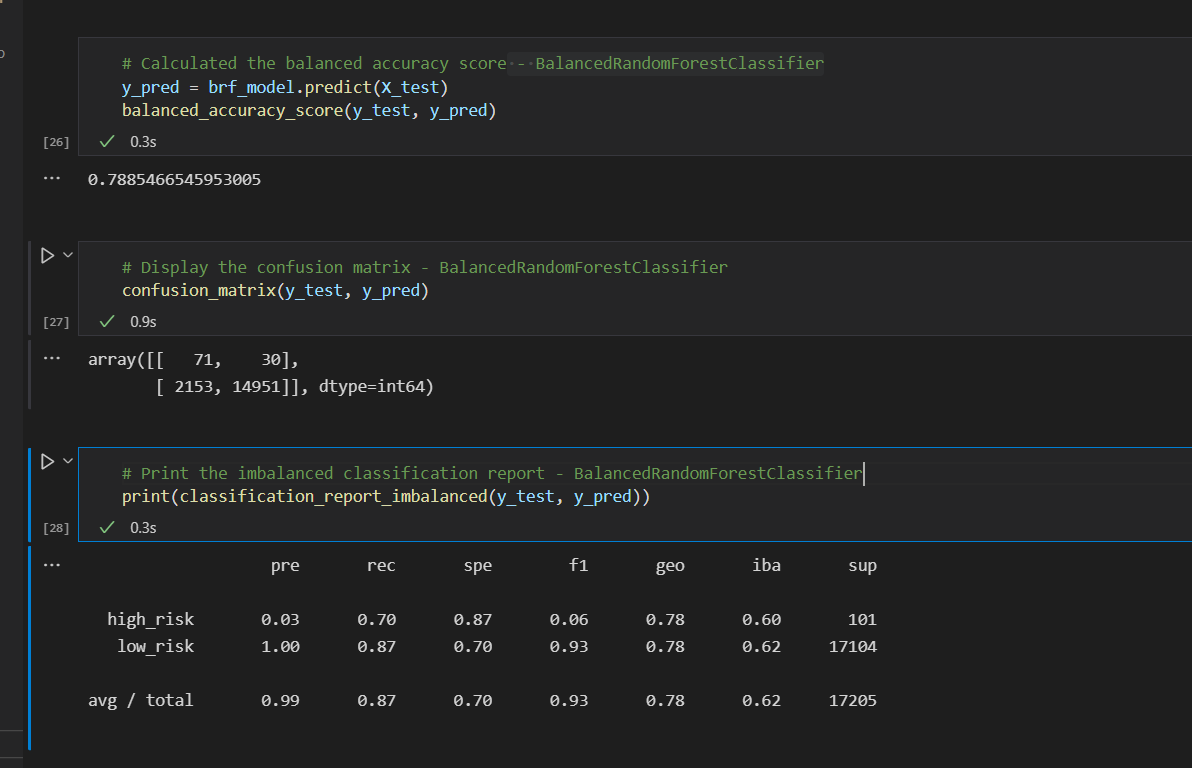 # Calculated the balanced accuracy score - BalancedRandomForestClassifier
y_pred = brf_model.predict(X_test)
balanced_accuracy_score(y_test, y_pred)
[26] 0.3s
0.7885466545953005
# Display the confusion matrix - BalancedRandomForestClassifier
confusion_matrix(y_test, y_pred)
[27] 0.9s
array([[   71,    30],
       [ 2153, 14951]], dtype=int64)
# Print the imbalanced classification report - BalancedRandomForestClassifier
print(classification_report_imbalanced(y_test, y_pred))
[28] 0.3s
pre rec spe f1 geo iba sup
high_risk 0.03 0.70 0.87 0.06 0.78 0.60 101
low_risk 1.00 0.87 0.70 0.93 0.78 0.62 17104
avg / total 0.99 0.87 0.70 0.93 0.78 0.62 17205